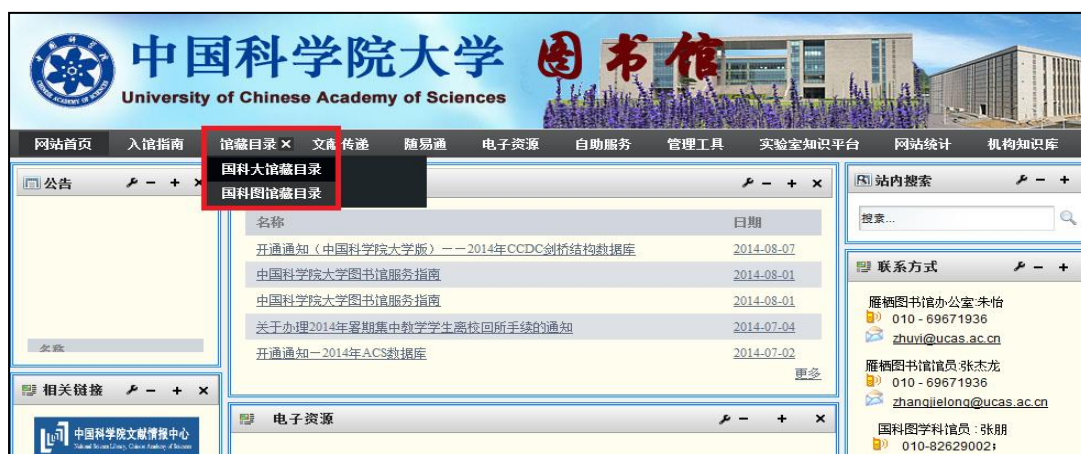 中国科学院大学 图书馆
University of Chinese Academy of Sciences
网站首页 入馆指南 馆藏目录 文献传递 随易通 电子资源 自助服务 管理工具 实验室知识平台 网站统计 机构知识库
国科大馆藏目录
国科图馆藏目录
公告
名称
名称 日期
开通通知（中国科学院大学版）——2014年CCDC剑桥结构数据库 2014-08-07
中国科学院大学图书馆服务指南 2014-08-01
中国科学院大学图书馆服务指南 2014-08-01
关于办理2014年暑期集中教学学生离校回所手续的通知 2014-07-04
开通通知－2014年ACS数据库 2014-07-02
更多
相关链接
中国科学院文献情报中心
National Science Library, Chinese Academy of Sciences
电子资源
站内搜索
搜索...
联系方式
雁栖图书馆办公室:朱怡
010 - 69671936
zhuyi@ucas.ac.cn
雁栖图书馆馆员:张杰龙
010 - 69671936
zhangjielong@ucas.ac.cn
国科图学科馆员 : 张朋
010-82629002;